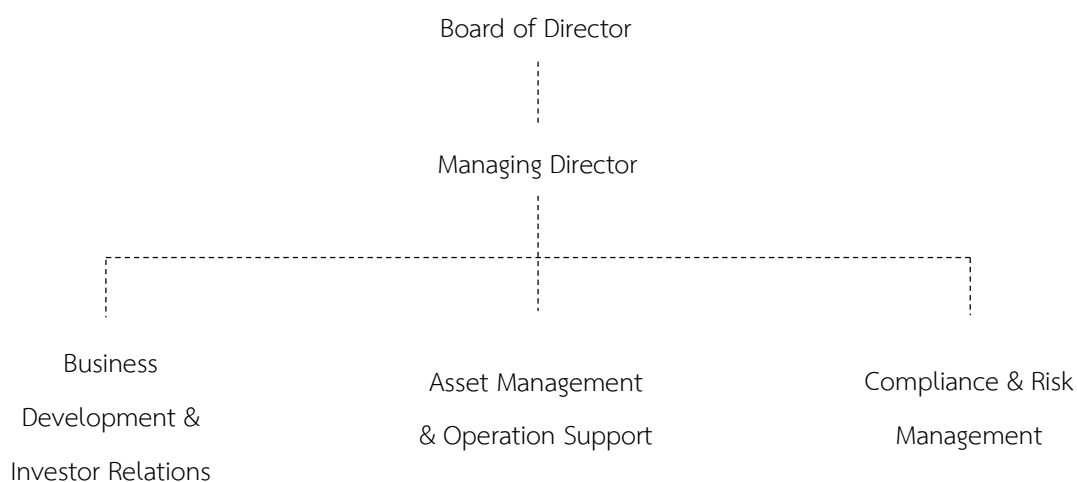 Board of Director
Managing Director
Business
Development &
Investor Relations
Asset Management
& Operation Support
Compliance & Risk
Management